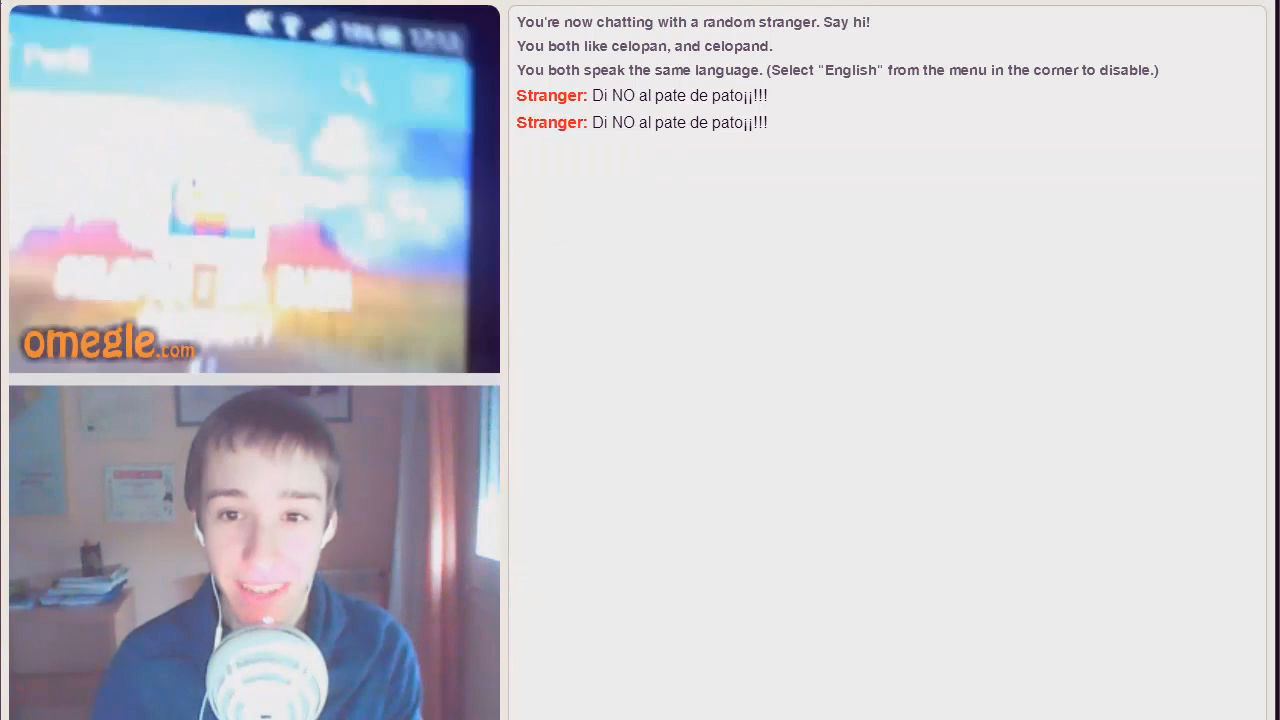 Perfil
omegle.com
You're now chatting with a random stranger. Say hi!
You both like celopan, and celopand.
You both speak the same language. (Select "English" from the menu in the corner to disable.)
Stranger: Di NO al pate de pato¡¡!!!
Stranger: Di NO al pate de pato¡¡!!!